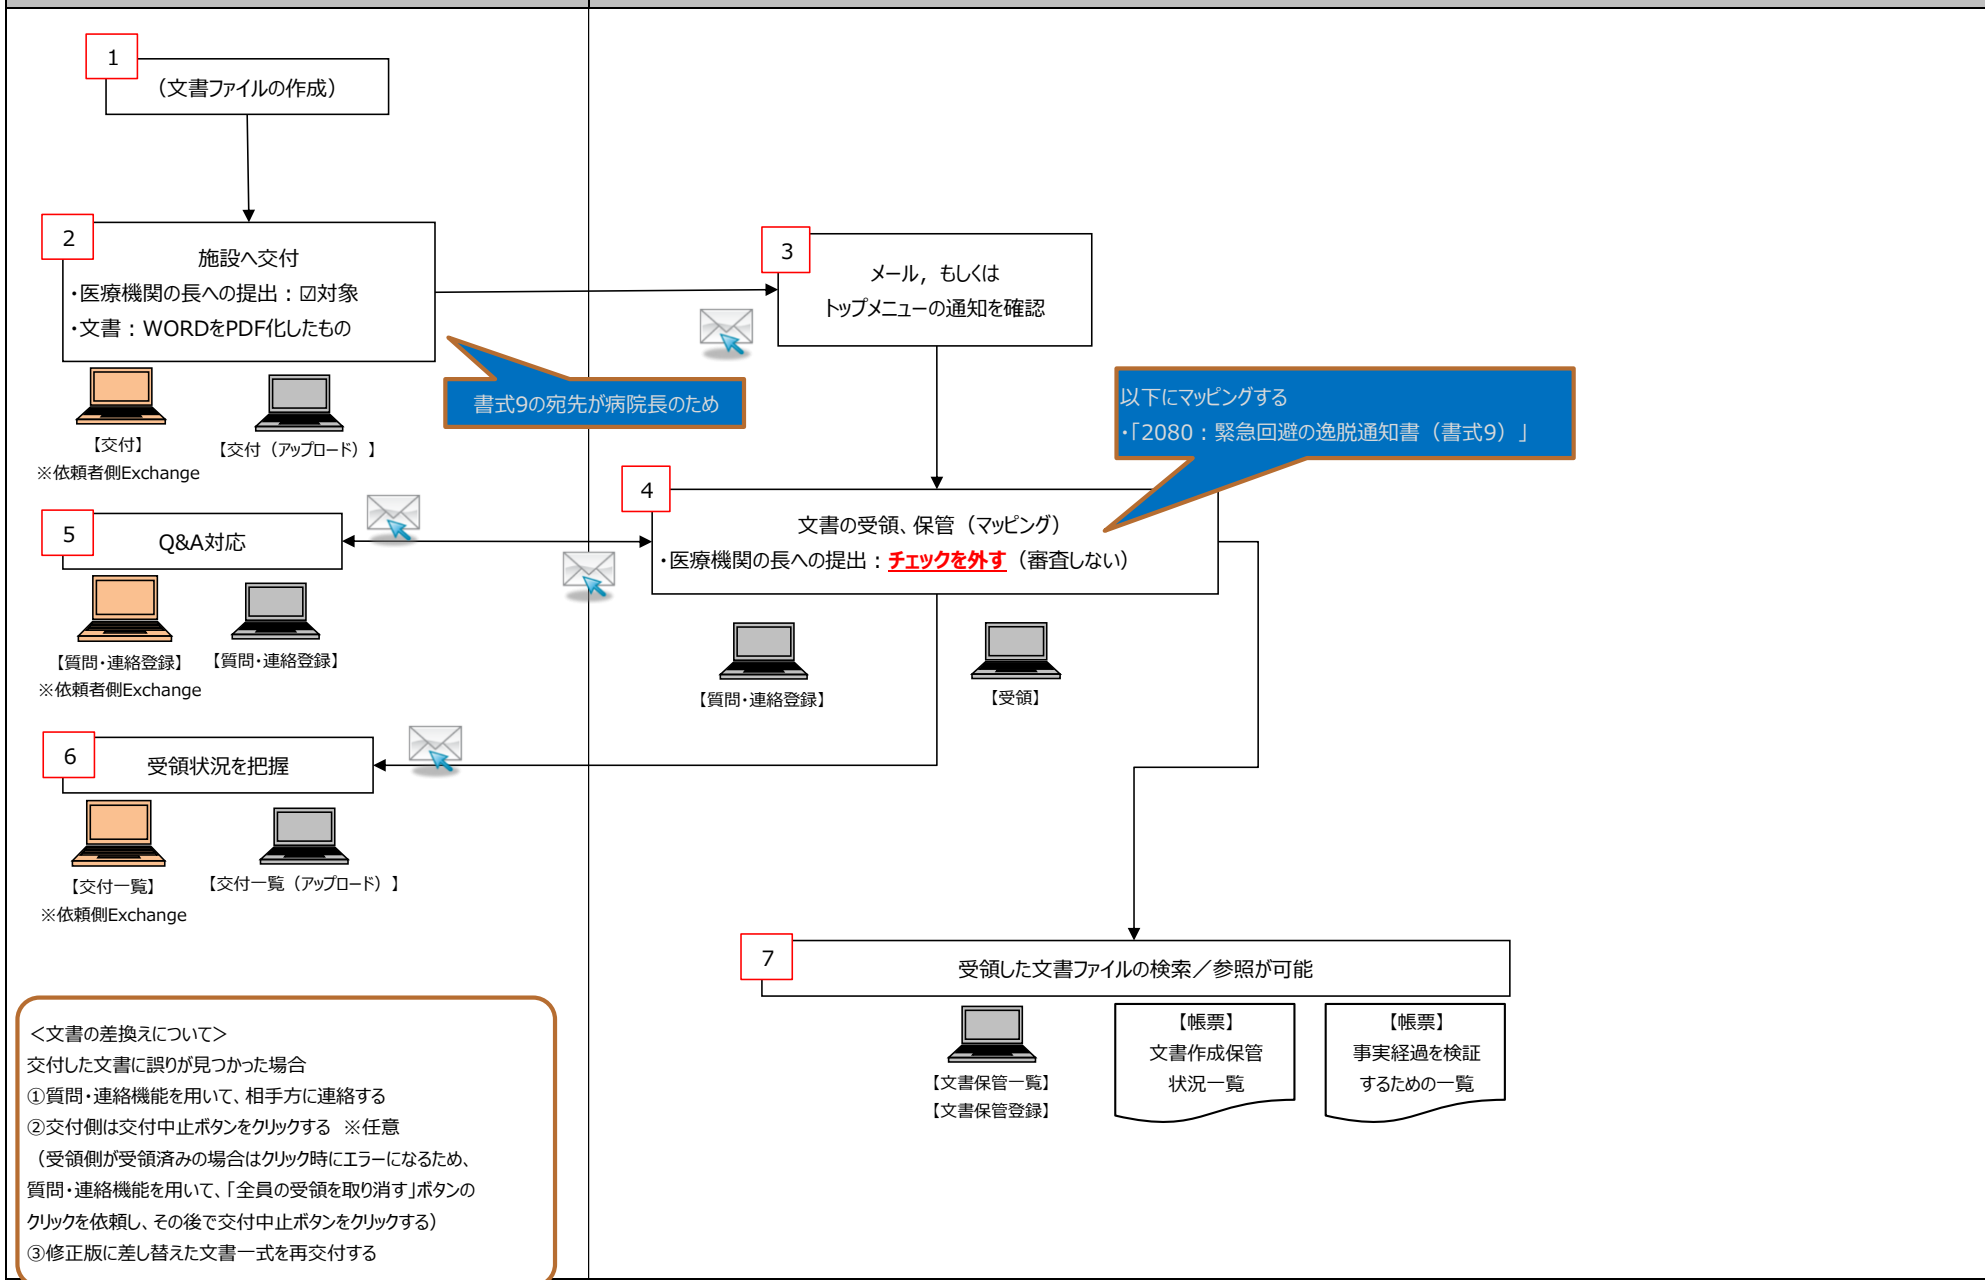 1
（文書ファイルの作成）
2
施設へ交付
・医療機関の長への提出：☑対象
・文書：WORDをPDF化したもの
【交付】
※依頼者側Exchange
【交付（アップロード）】
書式9の宛先が病院長のため
3
メール，もしくは
トップメニューの通知を確認
以下にマッピングする
・「2080：緊急回避の逸脱通知書（書式9）」
4
文書の受領、保管（マッピング）
・医療機関の長への提出：チェックを外す（審査しない）
【質問・連絡登録】
【受領】
5
Q&A対応
【質問・連絡登録】
※依頼者側Exchange
【質問・連絡登録】
6
受領状況を把握
【交付一覧】
※依頼側Exchange
【交付一覧（アップロード）】
7
受領した文書ファイルの検索／参照が可能
【文書保管一覧】
【文書保管登録】
【帳票】
文書作成保管
状況一覧
【帳票】
事実経過を検証
するための一覧
＜文書の差換えについて＞
交付した文書に誤りが見つかった場合
①質問・連絡機能を用いて、相手方に連絡する
②交付側は交付中止ボタンをクリックする　※任意
（受領側が受領済みの場合はクリック時にエラーになるため、
質問・連絡機能を用いて、「全員の受領を取り消す」ボタンの
クリックを依頼し、その後で交付中止ボタンをクリックする）
③修正版に差し替えた文書一式を再交付する